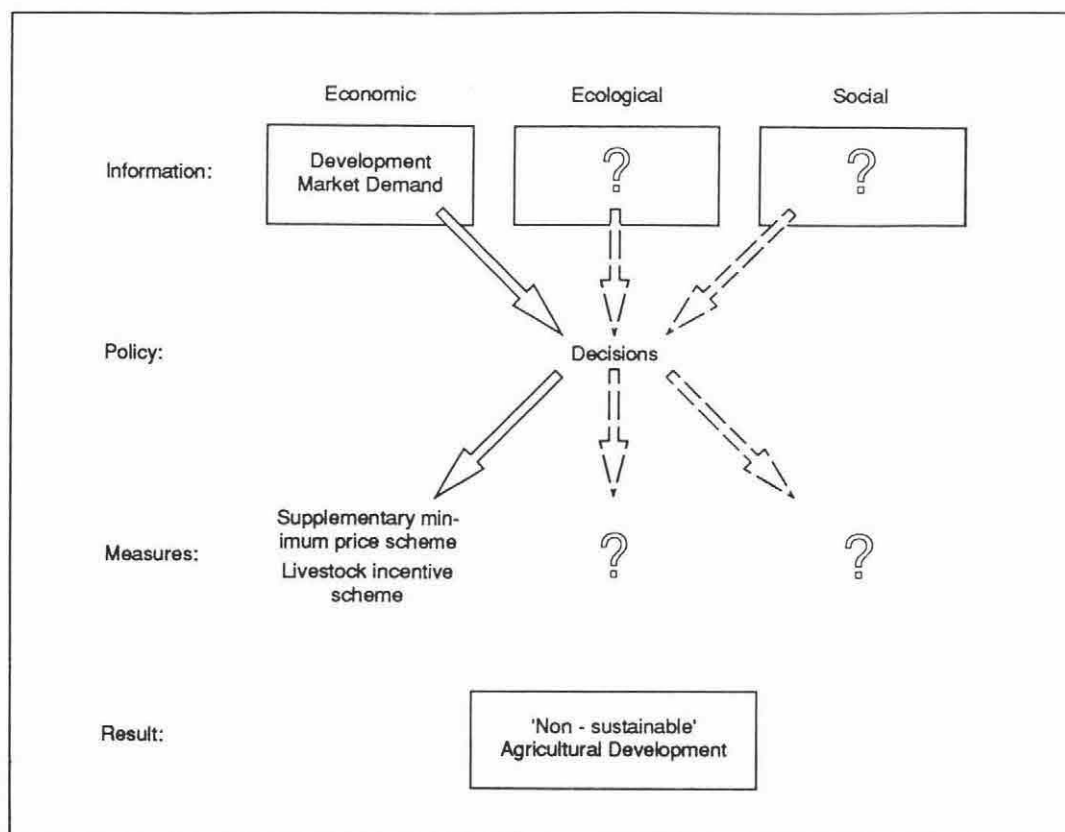 Economic Ecological Social
Information:
Development
Market Demand
?
?
Policy:
Decisions
Measures:
Supplementary min-
imum price scheme
Livestock incentive
scheme
?
?
Result:
'Non - sustainable'
Agricultural Development